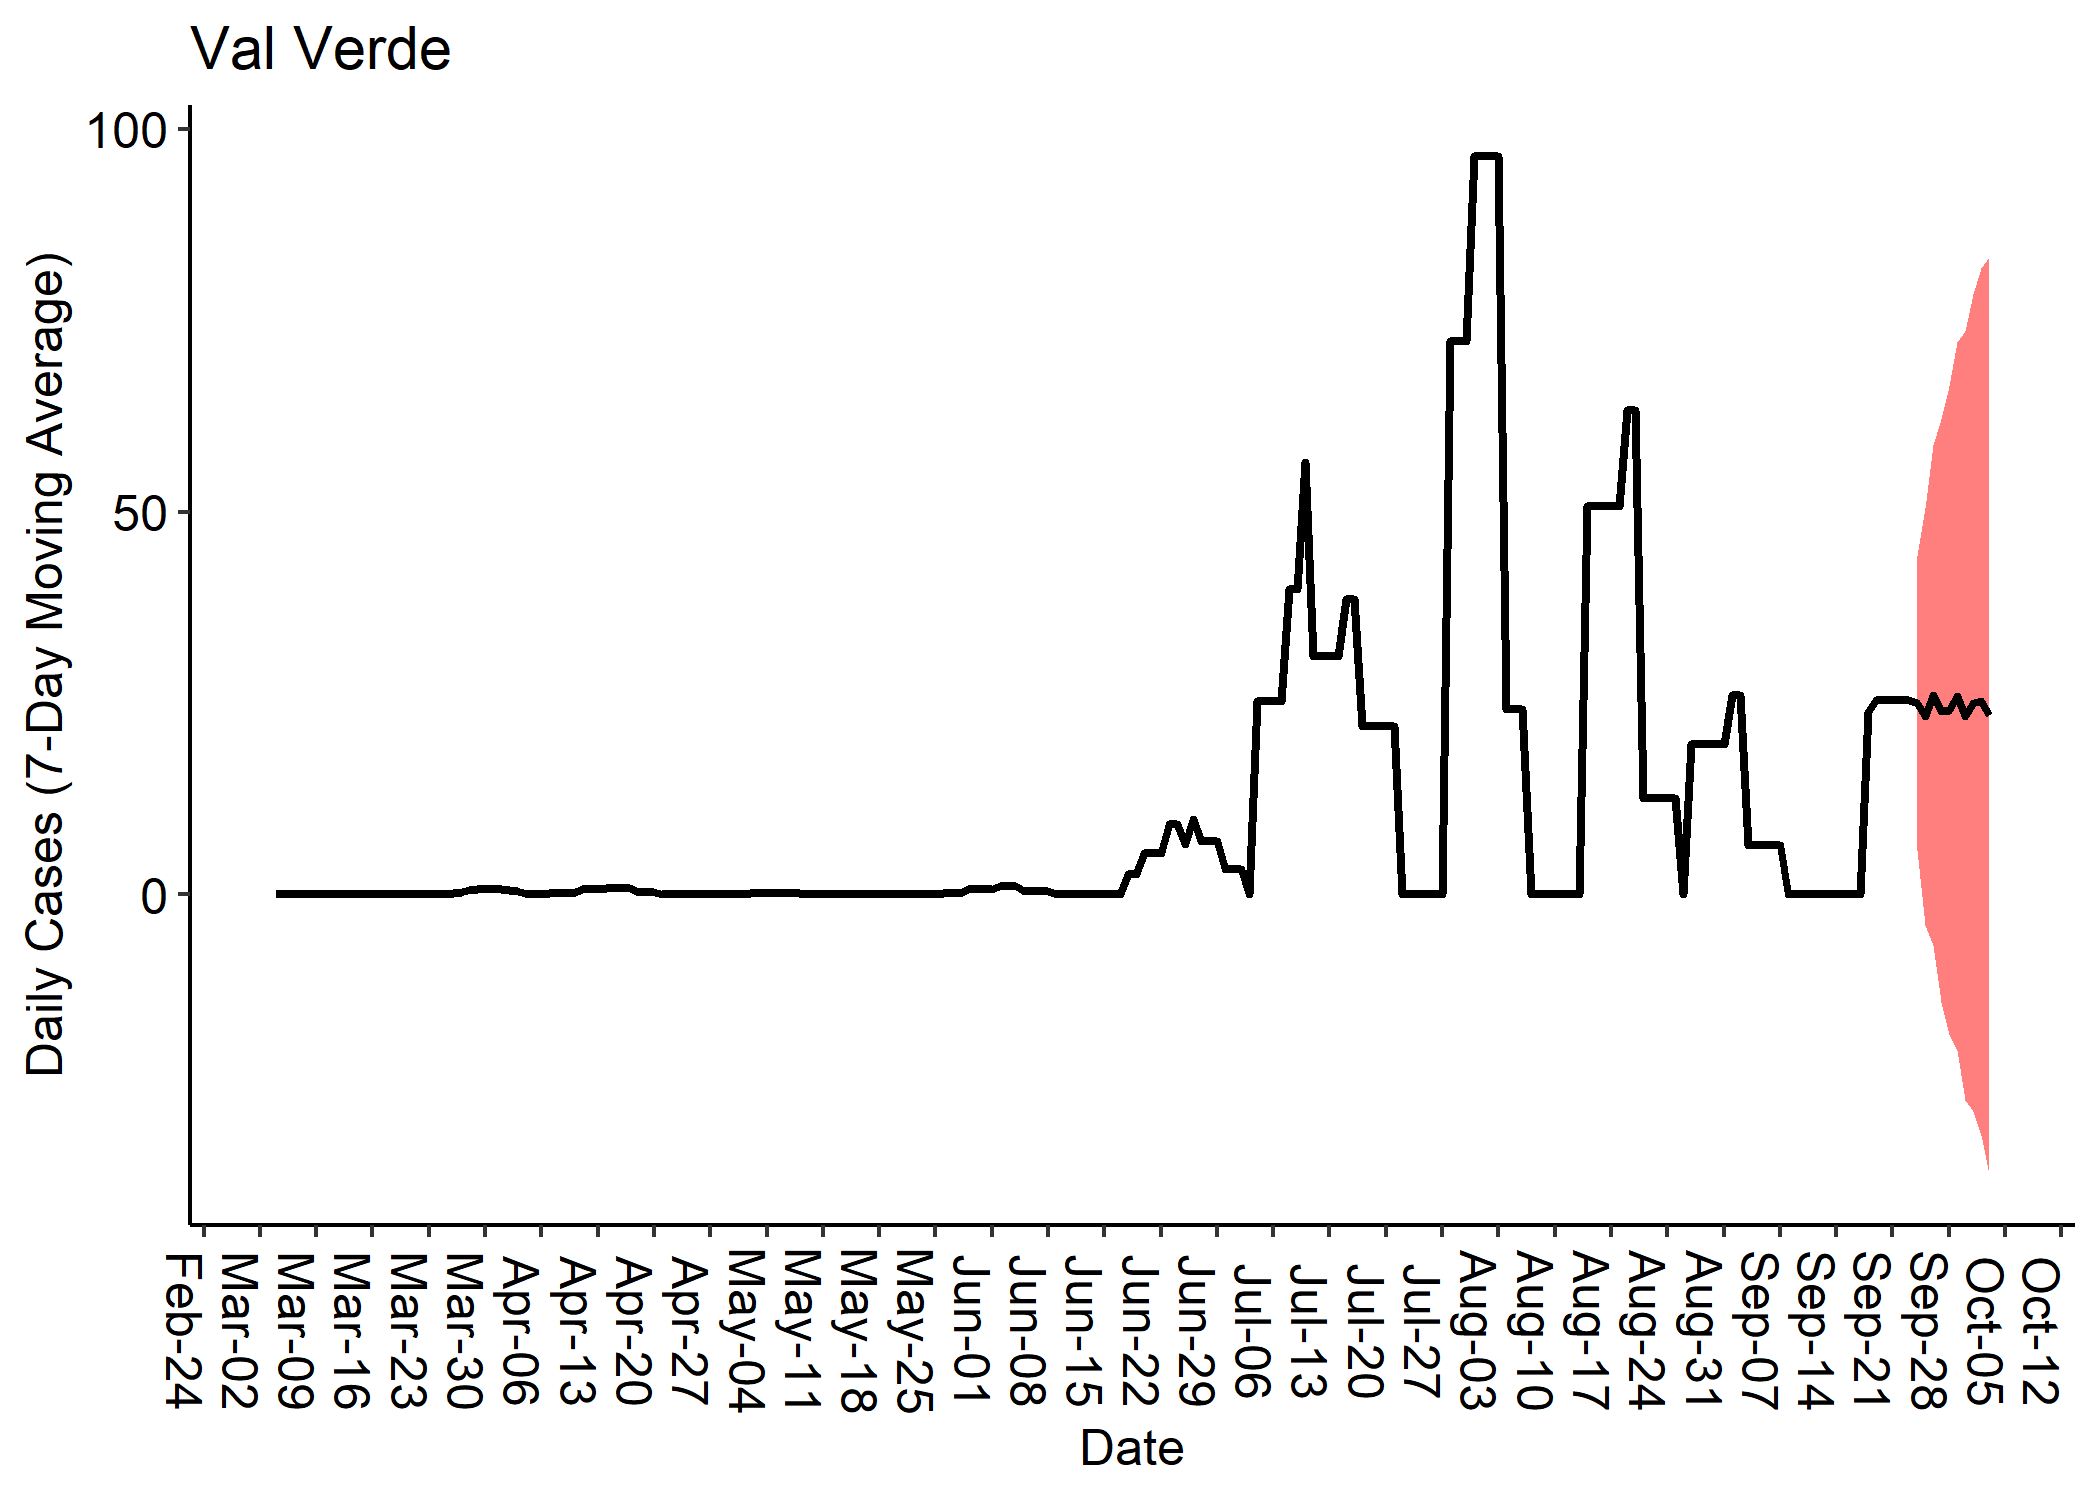 Val Verde
Daily Cases (7-Day Moving Average)
100
50
0
Feb-24
Mar-02
Mar-09
Mar-16
Mar-23
Mar-30
Apr-06
Apr-13
Apr-20
Apr-27
May-04
May-11
May-18
May-25
Jun-01
Jun-08
Jun-15
Jun-22
Jun-29
Jul-06
Jul-13
Jul-20
Jul-27
Aug-03
Aug-10
Aug-17
Aug-24
Aug-31
Sep-07
Sep-14
Sep-21
Sep-28
Oct-05
Oct-12
Date